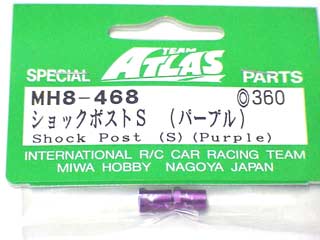 TEAM
ATLAS
SPECIAL PARTS
MH8-468 ◎360
ショックポストS (パープル)
Shock Post (S) (Purple)
INTERNATIONAL R/C CAR RACING TEAM
MIWA HOBBY NAGOYA JAPAN